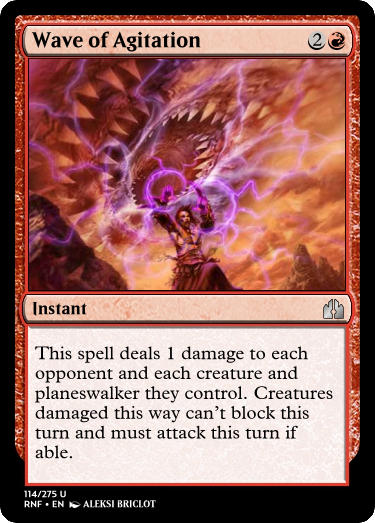 Wave of Agitation 2
Instant
This spell deals 1 damage to each
opponent and each creature and
planeswalker they control. Creatures
damaged this way can't block this
turn and must attack this turn if
able.
114/275 U
RNF • EN ALEKSI BRICLOT